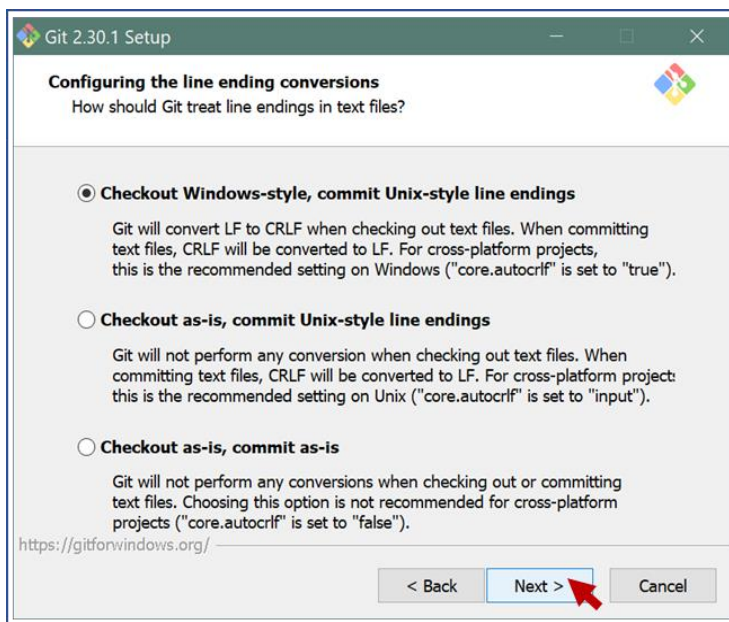 Git 2.30.1 Setup
Configuring the line ending conversions
How should Git treat line endings in text files?
Checkout Windows-style, commit Unix-style line endings
Git will convert LF to CRLF when checking out text files. When committing
text files, CRLF will be converted to LF. For cross-platform projects,
this is the recommended setting on Windows ("core.autocrlf" is set to "true").
Checkout as-is, commit Unix-style line endings
Git will not perform any conversion when checking out text files. When
committing text files, CRLF will be converted to LF. For cross-platform project
this is the recommended setting on Unix ("core.autocrlf" is set to "input").
Checkout as-is, commit as-is
Git will not perform any conversions when checking out or committing
text files. Choosing this option is not recommended for cross-platform
projects ("core.autocrlf" is set to "false").
https://gitforwindows.org/
< Back Next > Cancel